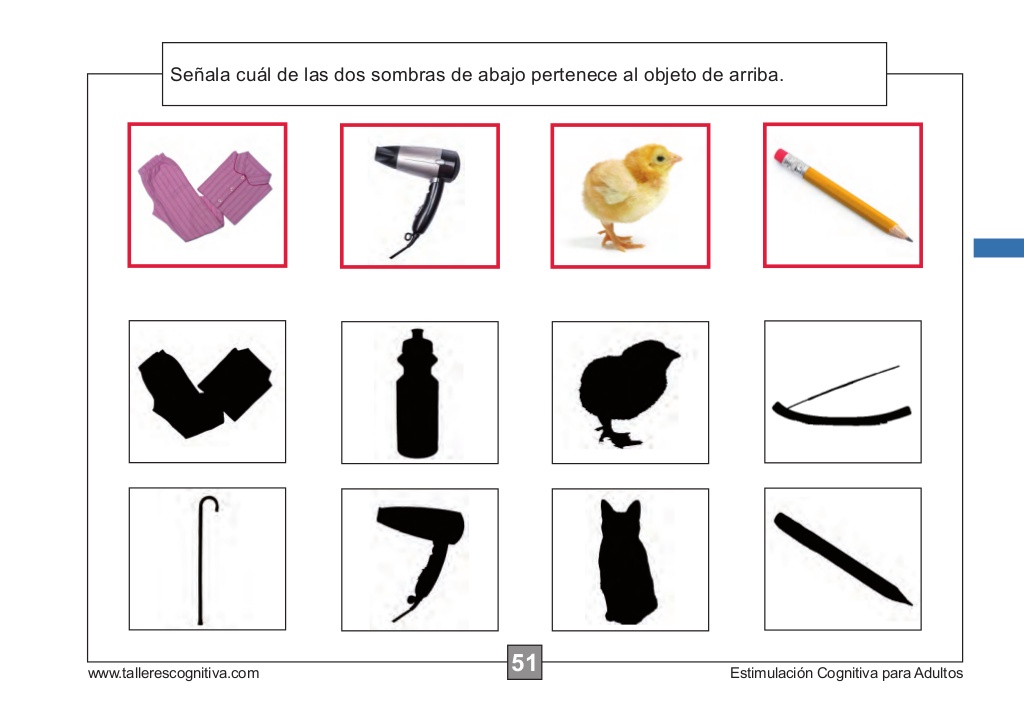 Señala cuál de las dos sombras de abajo pertenece al objeto de arriba.
51
www.tallerescognitiva.com
Estimulación Cognitiva para Adultos